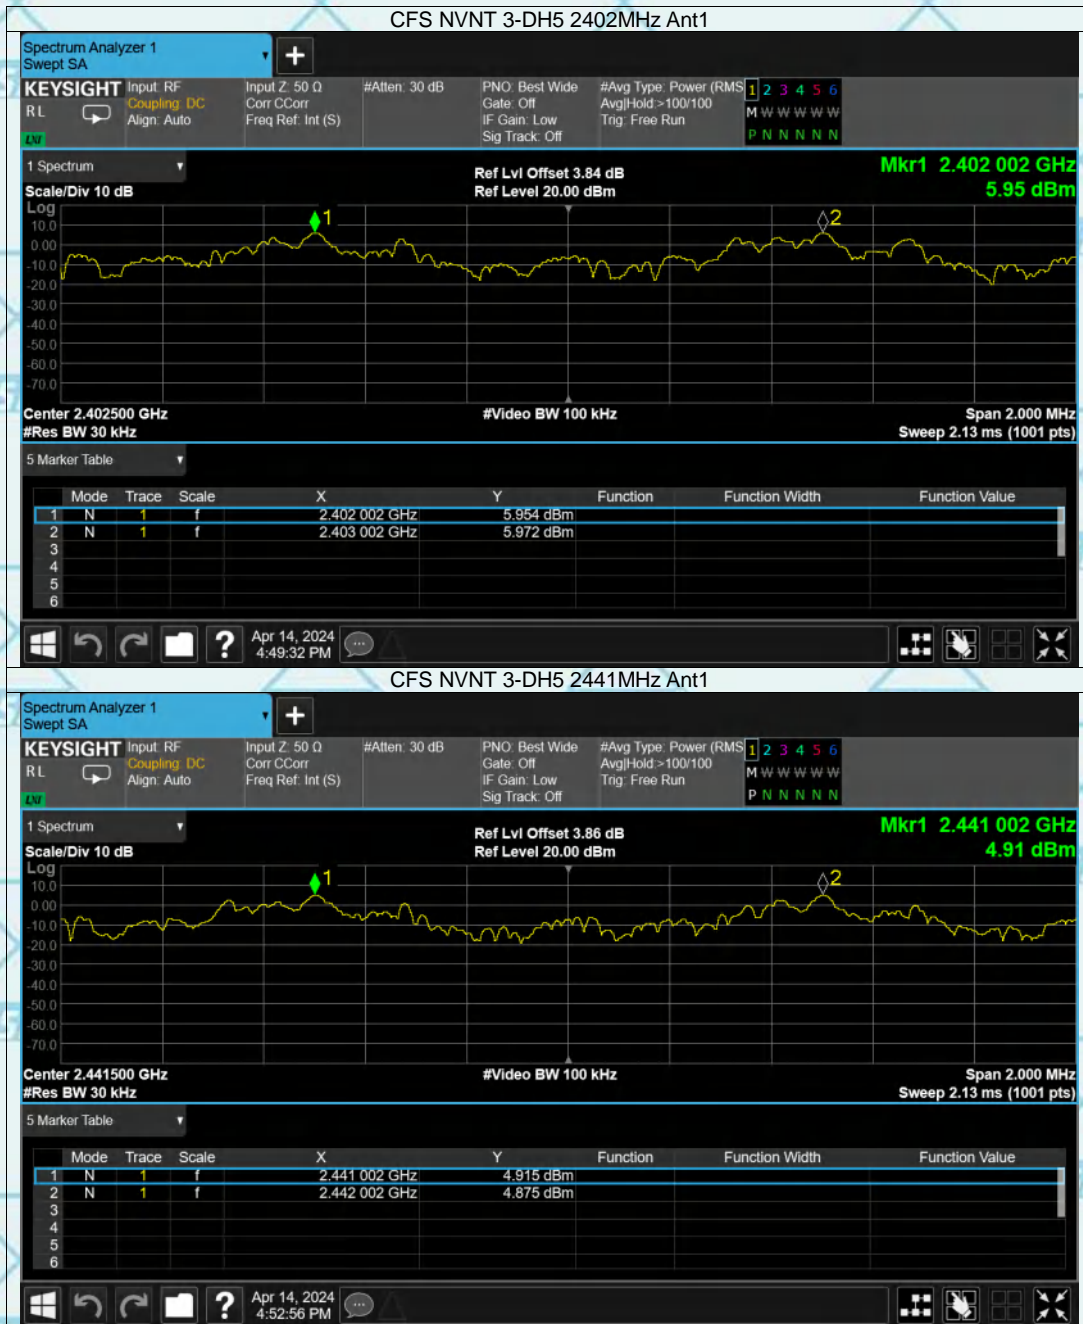 CFS NVNT 3-DH5 2402MHz Ant1
Spectrum Analyzer 1
Swept SA
+
KEYSIGHT Input: RF Input Z: 50 Ω #Atten: 30 dB PNO: Best Wide #Avg Type: Power (RMS 1 2 3 4 5 6
RL Coupling: DC Corr CCorr Gate: Off Avg|Hold:>100/100 M W W W W W
Align: Auto Freq Ref: Int (S) IF Gain: Low Trig: Free Run
LXI Sig Track: Off P N N N N N
1 Spectrum Ref Lvl Offset 3.84 dB Mkr1 2.402 002 GHz
Scale/Div 10 dB Ref Level 20.00 dBm 5.95 dBm
Log
1 2
10.0
0.00
-10.0
-20.0
-30.0
-40.0
-50.0
-60.0
-70.0
Center 2.402500 GHz #Video BW 100 kHz Span 2.000 MHz
#Res BW 30 kHz Sweep 2.13 ms (1001 pts)
5 Marker Table
Mode Trace Scale X Y Function Function Width Function Value
1 N 1 f 2.402 002 GHz 5.954 dBm
2 N 1 f 2.403 002 GHz 5.972 dBm
3
4
5
6
? Apr 14, 2024
4:49:32 PM
CFS NVNT 3-DH5 2441MHz Ant1
Spectrum Analyzer 1
Swept SA
+
KEYSIGHT Input: RF Input Z: 50 Ω #Atten: 30 dB PNO: Best Wide #Avg Type: Power (RMS 1 2 3 4 5 6
RL Coupling: DC Corr CCorr Gate: Off Avg|Hold:>100/100 M W W W W W
Align: Auto Freq Ref: Int (S) IF Gain: Low Trig: Free Run
LXI Sig Track: Off P N N N N N
1 Spectrum Ref Lvl Offset 3.86 dB Mkr1 2.441 002 GHz
Scale/Div 10 dB Ref Level 20.00 dBm 4.91 dBm
Log
1 2
10.0
0.00
-10.0
-20.0
-30.0
-40.0
-50.0
-60.0
-70.0
Center 2.441500 GHz #Video BW 100 kHz Span 2.000 MHz
#Res BW 30 kHz Sweep 2.13 ms (1001 pts)
5 Marker Table
Mode Trace Scale X Y Function Function Width Function Value
1 N 1 f 2.441 002 GHz 4.915 dBm
2 N 1 f 2.442 002 GHz 4.875 dBm
3
4
5
6
? Apr 14, 2024
4:52:56 PM